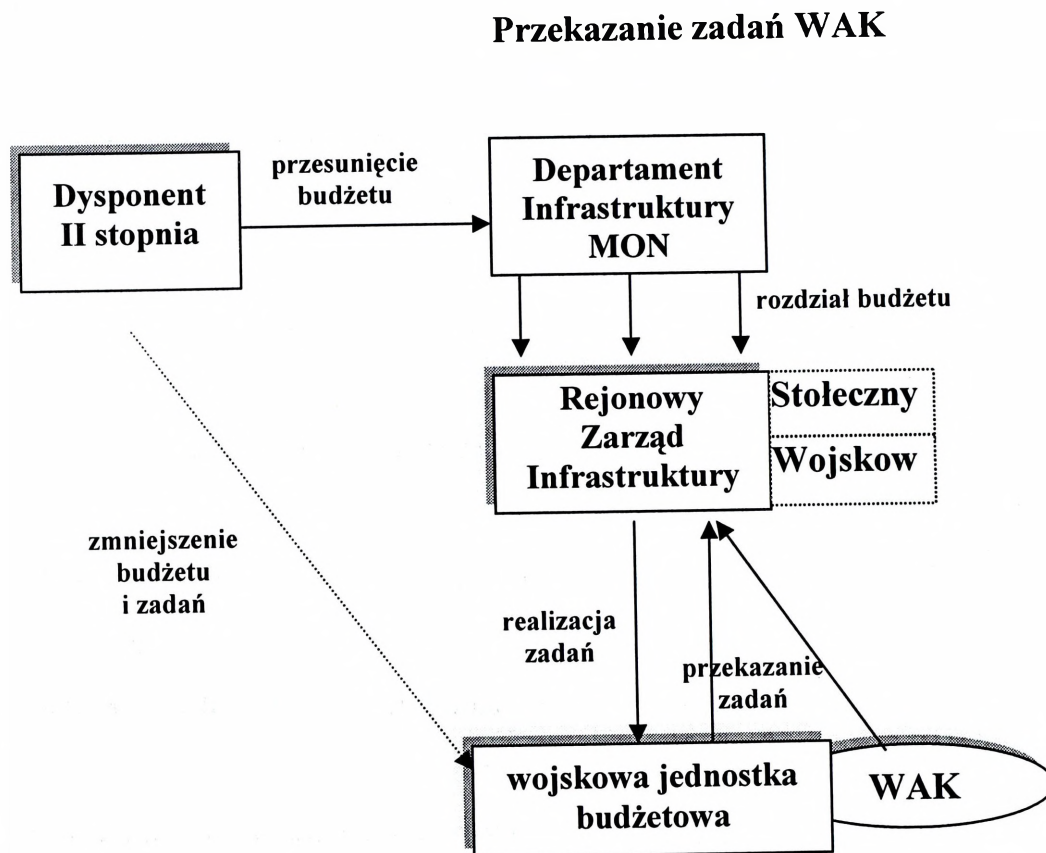 Przekazanie zadań WAK
Dysponent
II stopnia
przesunięcie
budżetu
Departament
Infrastruktury
MON
rozdział budżetu
Rejonowy
Zarząd
Infrastruktury
Stołeczny
Wojskow
zmniejszenie
budżetu
i zadań
realizacja
zadań
przekazanie
zadań
wojskowa jednostka
budżetowa
WAK